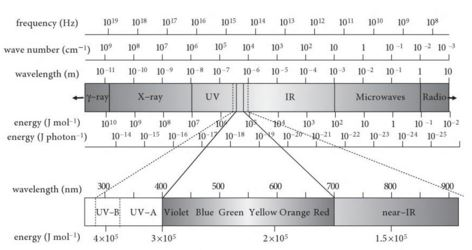 frequency (Hz) 10¹⁹ 10¹⁸ 10¹⁷ 10¹⁶ 10¹⁵ 10¹⁴ 10¹³ 10¹² 10¹¹ 10¹⁰ 10⁹ 10⁸
wave number (cm⁻¹) 10⁹ 10⁸ 10⁷ 10⁶ 10⁵ 10⁴ 10³ 10² 10 1 10⁻¹ 10⁻² 10⁻³
wavelength (m) 10⁻¹¹ 10⁻¹⁰ 10⁻⁹ 10⁻⁸ 10⁻⁷ 10⁻⁶ 10⁻⁵ 10⁻⁴ 10⁻³ 10⁻² 10⁻¹ 1 10
γ-ray X-ray UV IR Microwaves Radio
energy (J mol⁻¹) 10¹⁰ 10⁹ 10⁸ 10⁷ 10⁶ 10⁵ 10⁴ 10³ 10² 10 1 10⁻¹ 10⁻²
energy (J photon⁻¹) 10⁻¹⁴ 10⁻¹⁵ 10⁻¹⁶ 10⁻¹⁷ 10⁻¹⁸ 10⁻¹⁹ 10⁻²⁰ 10⁻²¹ 10⁻²² 10⁻²³ 10⁻²⁴ 10⁻²⁵
wavelength (nm) 300 400 500 600 700 800 900
UV-B UV-A Violet Blue Green Yellow Orange Red near-IR
energy (J mol⁻¹) 4×10⁵ 3×10⁵ 2×10⁵ 1.5×10⁵